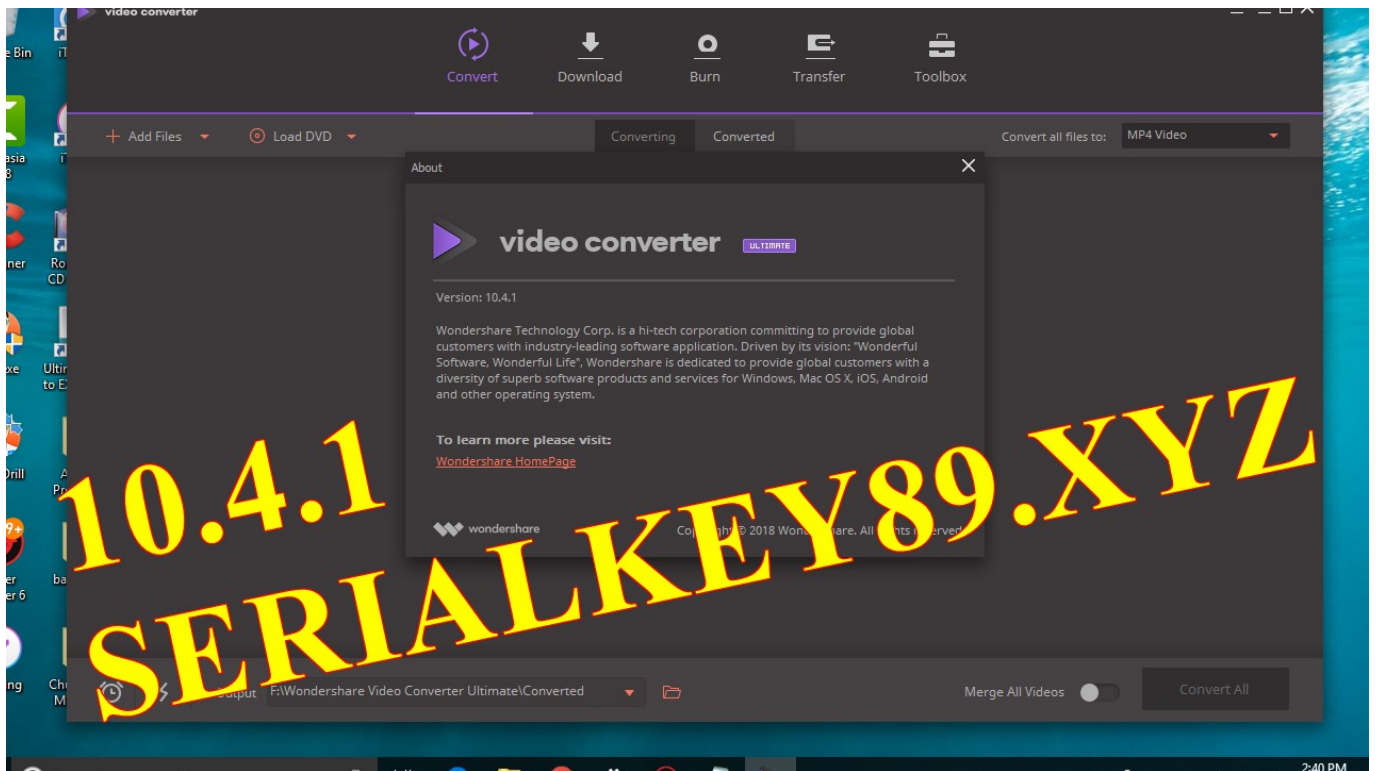 video converter
Bin
Convert Download Burn Transfer Toolbox
Add Files Load DVD Converting Converted Convert all files to: MP4 Video
About
video converter ULTIMATE
CD
Version: 10.4.1
Wondershare Technology Corp. is a hi-tech corporation committing to provide global
customers with industry-leading software application. Driven by its vision: "Wonderful
Software, Wonderful Life", Wondershare is dedicated to provide global customers with a
diversity of superb software products and services for Windows, Mac OS X, iOS, Android
and other operating system.
to
To learn more please visit:
Wondershare HomePage
10.4.1
SERIALKEY89.XYZ
wondershare
2018
All
F:\Wondershare Video Converter Ultimate\Converted Merge All Videos Convert All
2:40 PM